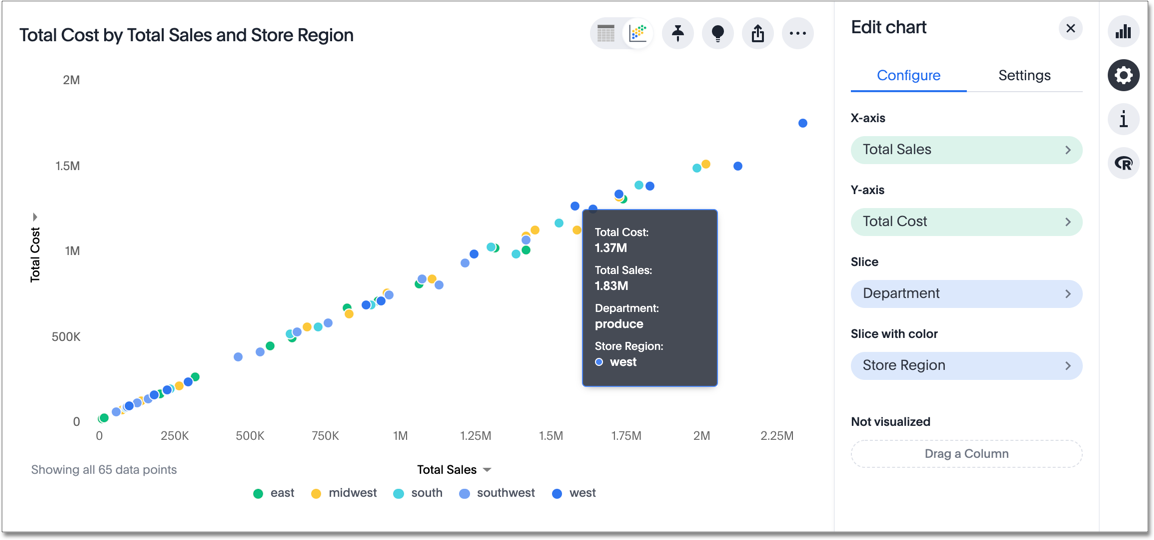 Total Cost by Total Sales and Store Region
2M
1.5M
1M
500K
0
Total Cost
0 250K 500K 750K 1M 1.25M 1.5M 1.75M 2M 2.25M
Total Cost:
1.37M
Total Sales:
1.83M
Department:
produce
Store Region:
west
Showing all 65 data points
Total Sales
east midwest south southwest west
Edit chart
Configure Settings
X-axis
Total Sales
Y-axis
Total Cost
Slice
Department
Slice with color
Store Region
Not visualized
Drag a Column
i
R